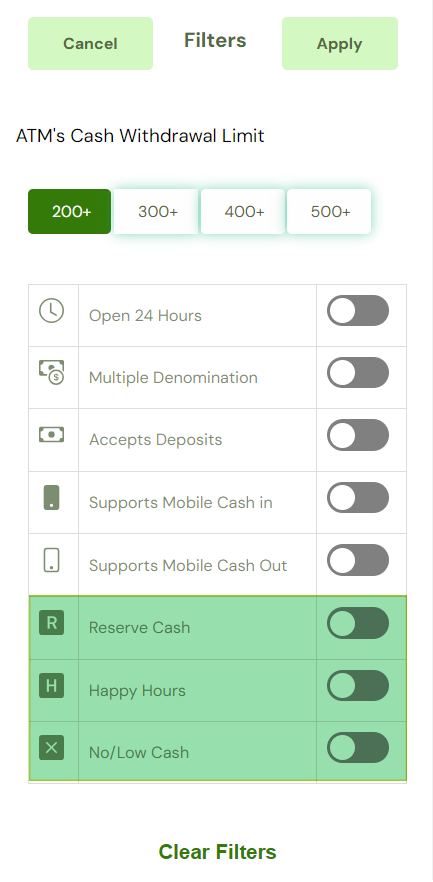 Cancel Filters Apply
ATM's Cash Withdrawal Limit
200+ 300+ 400+ 500+
Open 24 Hours
$ Multiple Denomination
Accepts Deposits
Supports Mobile Cash in
Supports Mobile Cash Out
R Reserve Cash
H Happy Hours
No/Low Cash
Clear Filters